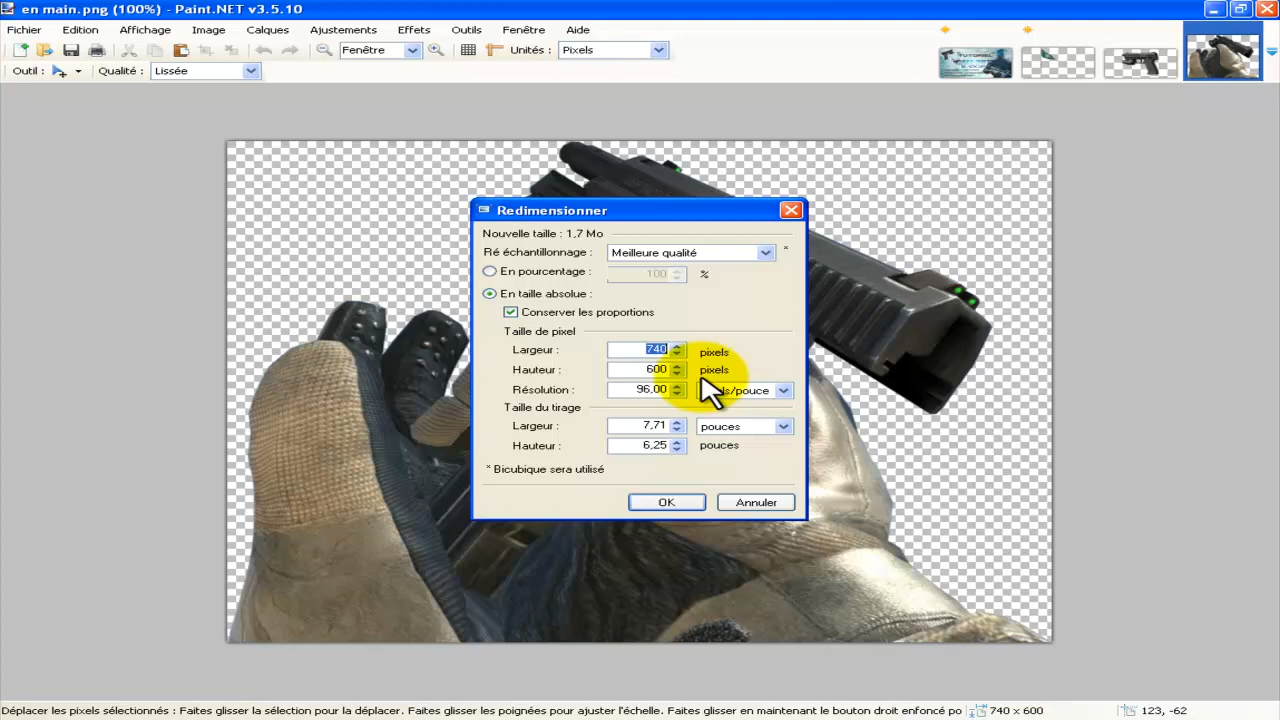 en main.png (100%) - Paint.NET v3.5.10
Fichier Edition Affichage Image Calques Ajustements Effets Outils Fenêtre Aide
Fenêtre Unités : Pixels
Outil : Qualité : Lissée
TUTORIEL
Redimensionner
Nouvelle taille : 1,7 Mo
Ré échantillonnage : Meilleure qualité *
En pourcentage : 100 %
En taille absolue :
Conserver les proportions
Taille de pixel
Largeur : 740 pixels
Hauteur : 600 pixels
Résolution : 96,00 /pouce
Taille du tirage
Largeur : 7,71 pouces
Hauteur : 6,25 pouces
* Bicubique sera utilisé
OK Annuler
Déplacer les pixels sélectionnés : Faites glisser la sélection pour la déplacer. Faites glisser les poignées pour ajuster l'échelle. Faites glisser en maintenant le bouton droit enfoncé po 740 x 600 123, -62